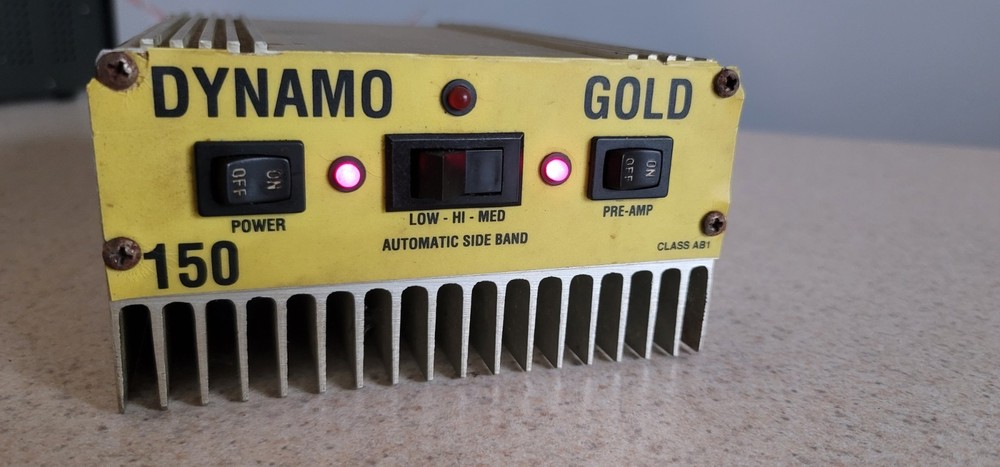 DYNAMO GOLD
OFF ON
OFF ON
POWER
LOW - HI - MED
PRE-AMP
AUTOMATIC SIDE BAND
CLASS AB1
150